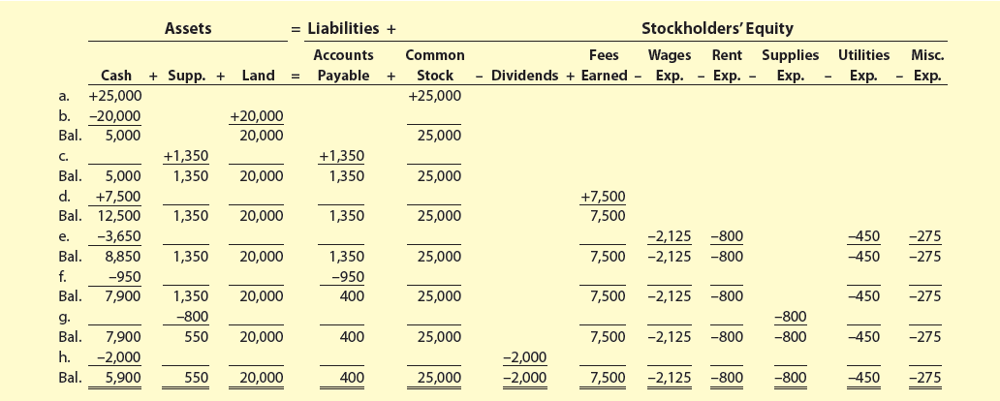 Assets = Liabilities + Stockholders' Equity
Accounts Common Fees Wages Rent Supplies Utilities Misc.
Cash + Supp. + Land = Payable + Stock – Dividends + Earned – Exp. – Exp. – Exp. – Exp. – Exp.
a. +25,000 +25,000
b. –20,000 +20,000
Bal. 5,000 20,000 25,000
c. +1,350 +1,350
Bal. 5,000 1,350 20,000 1,350 25,000
d. +7,500 +7,500
Bal. 12,500 1,350 20,000 1,350 25,000 7,500
e. –3,650 –2,125 –800 –450 –275
Bal. 8,850 1,350 20,000 1,350 25,000 7,500 –2,125 –800 –450 –275
f. –950 –950
Bal. 7,900 1,350 20,000 400 25,000 7,500 –2,125 –800 –450 –275
g. –800 –800
Bal. 7,900 550 20,000 400 25,000 7,500 –2,125 –800 –800 –450 –275
h. –2,000 –2,000
Bal. 5,900 550 20,000 400 25,000 –2,000 7,500 –2,125 –800 –800 –450 –275